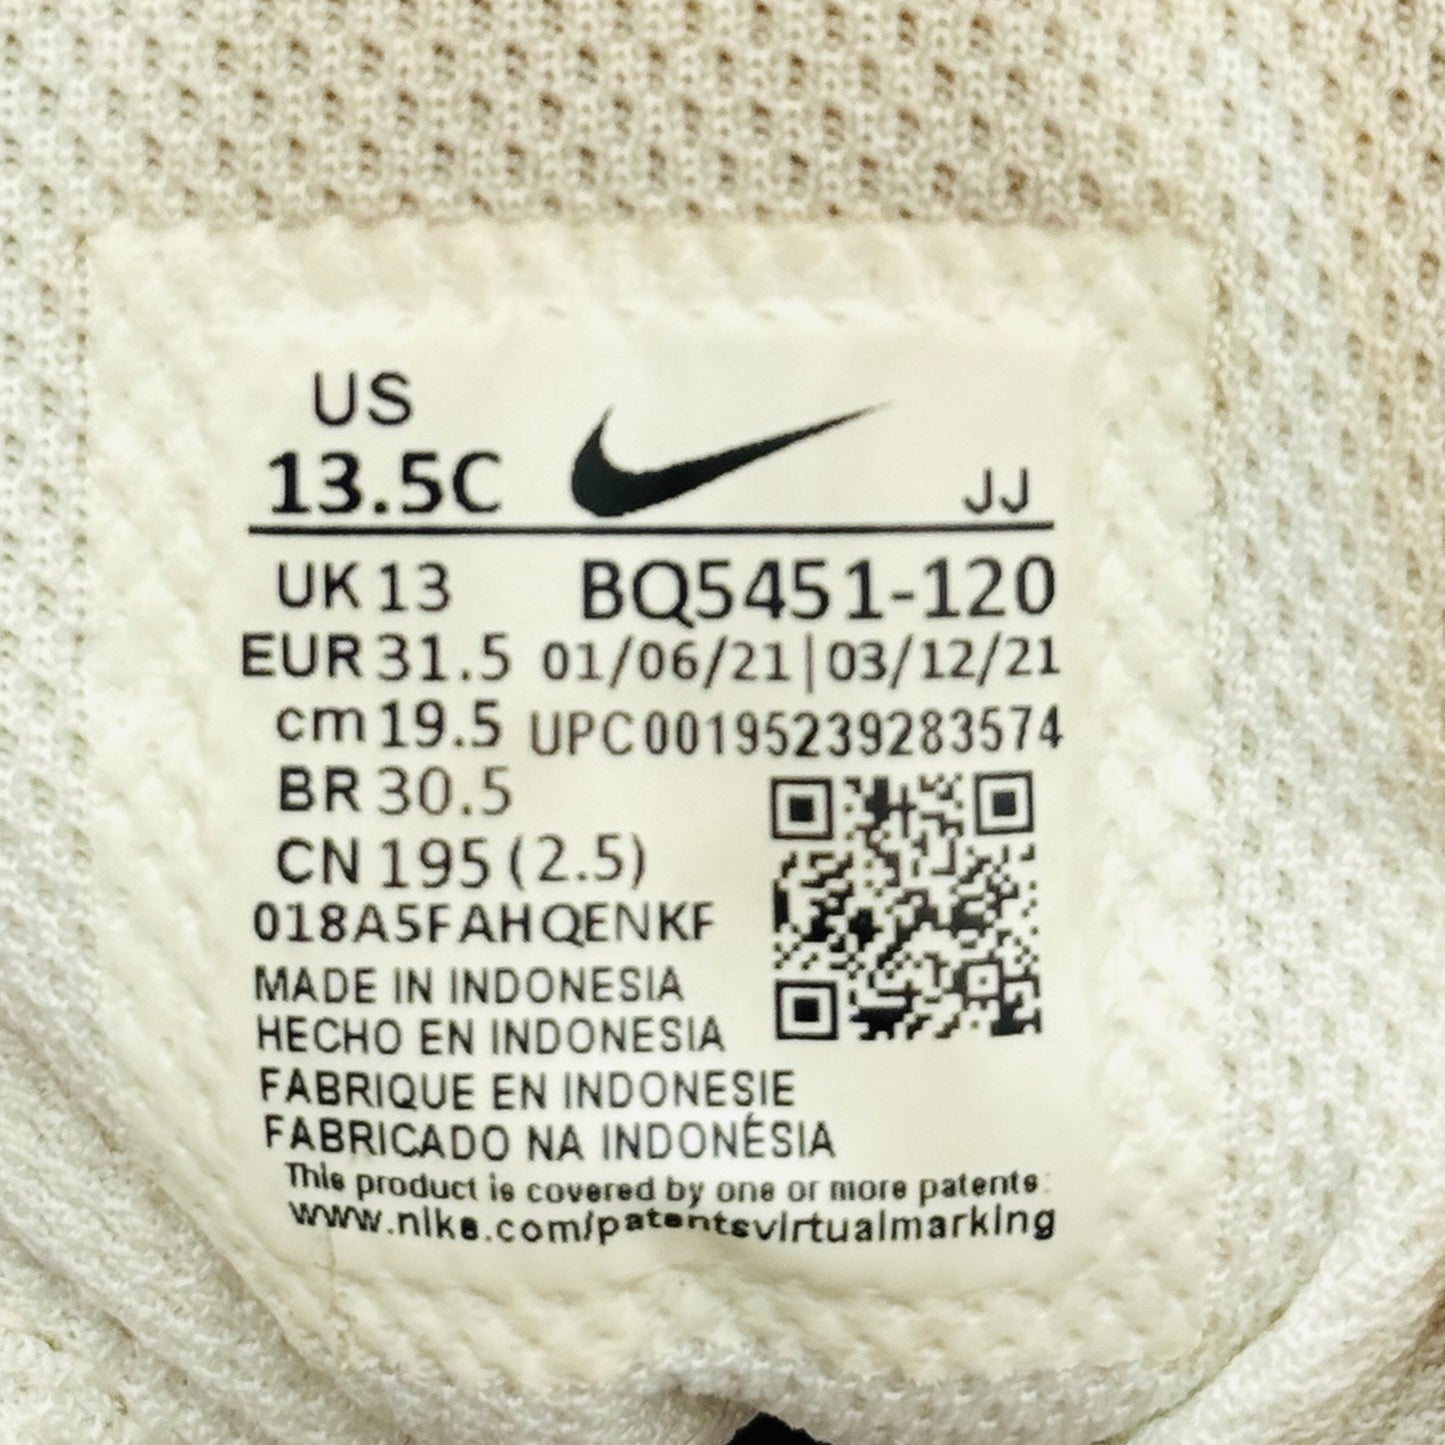 US
13.5C JJ
UK 13 BQ5451-120
EUR 31.5 01/06/21|03/12/21
cm 19.5 UPC00195239283574
BR 30.5
CN 195 (2.5)
018A5FAHQENKF
MADE IN INDONESIA
HECHO EN INDONESIA
FABRIQUE EN INDONESIE
FABRICADO NA INDONÉSIA
This product is covered by one or more patents:
www.nike.com/patentsvirtualmarking